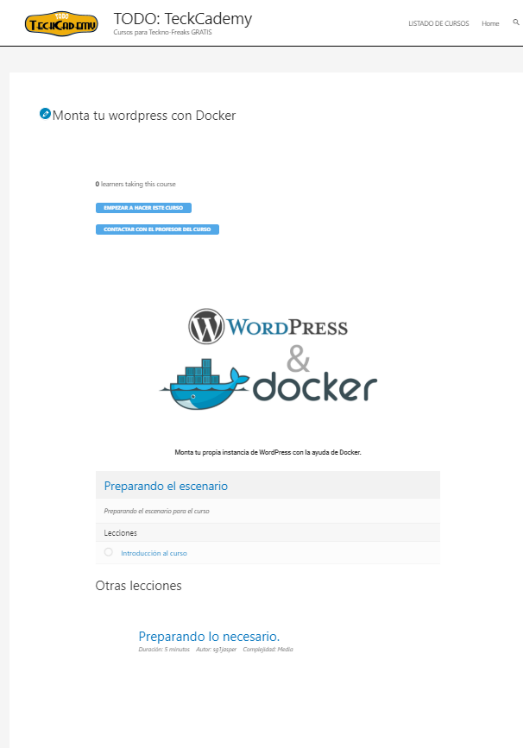 1100
TECKCADEMY
TODO: TeckCademy
Cursos para Teckno-Freaks GRATIS
LISTADO DE CURSOS Home
Monta tu wordpress con Docker
0 learners taking this course
EMPEZAR A HACER ESTE CURSO
CONTACTAR CON EL PROFESOR DEL CURSO
WORDPRESS
&
docker
Monta tu propia instancia de WordPress con la ayuda de Docker.
Preparando el escenario
Preparando el escenario para el curso
Lecciones
Introducción al curso
Otras lecciones
Preparando lo necesario.
Duración: 5 minutos Autor: sg1jasper Complejidad: Media